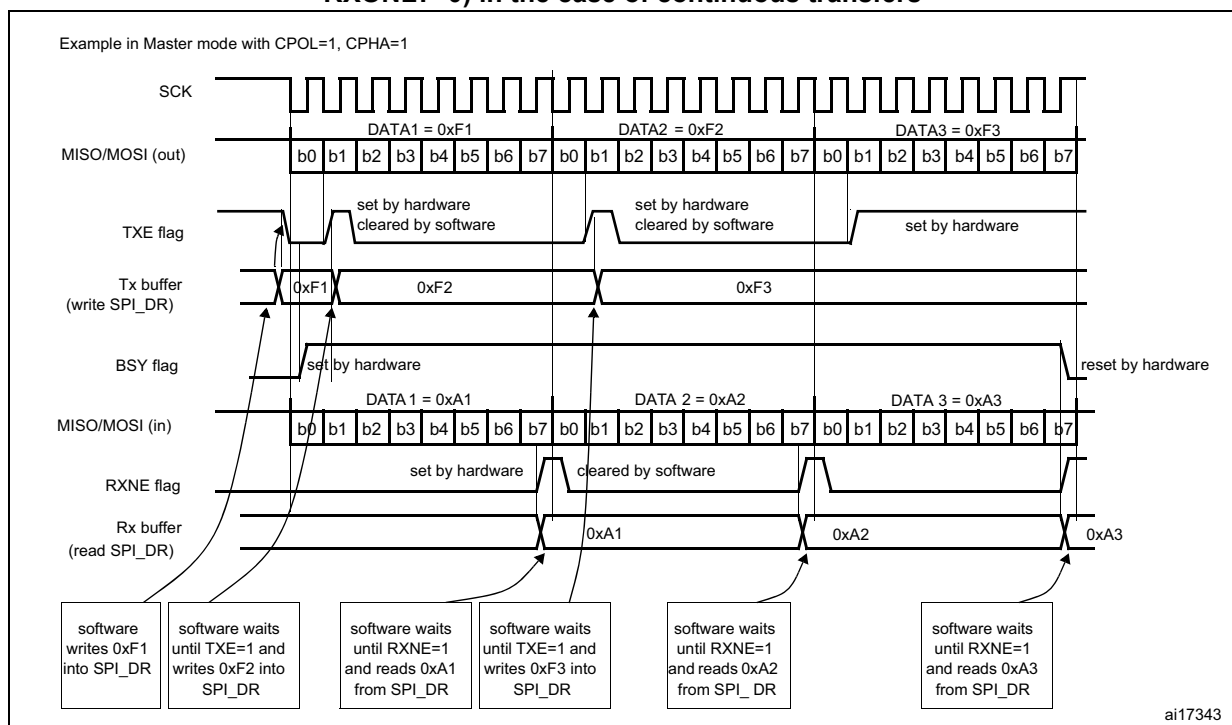 RXONLY=0) in the case of continuous transfers
Example in Master mode with CPOL=1, CPHA=1
SCK
DATA1 = 0xF1 DATA2 = 0xF2 DATA3 = 0xF3
MISO/MOSI (out) b0 b1 b2 b3 b4 b5 b6 b7 b0 b1 b2 b3 b4 b5 b6 b7 b0 b1 b2 b3 b4 b5 b6 b7
set by hardware
cleared by software
set by hardware
cleared by software
set by hardware
TXE flag
Tx buffer
(write SPI_DR)
0xF1 0xF2 0xF3
BSY flag
set by hardware
reset by hardware
DATA 1 = 0xA1 DATA 2 = 0xA2 DATA 3 = 0xA3
MISO/MOSI (in) b0 b1 b2 b3 b4 b5 b6 b7 b0 b1 b2 b3 b4 b5 b6 b7 b0 b1 b2 b3 b4 b5 b6 b7
set by hardware cleared by software
RXNE flag
Rx buffer
(read SPI_DR)
0xA1 0xA2 0xA3
software
writes 0xF1
into SPI_DR
software waits
until TXE=1 and
writes 0xF2 into
SPI_DR
software waits
until RXNE=1
and reads 0xA1
from SPI_DR
software waits
until TXE=1 and
writes 0xF3 into
SPI_DR
software waits
until RXNE=1
and reads 0xA2
from SPI_ DR
software waits
until RXNE=1
and reads 0xA3
from SPI_DR
ai17343